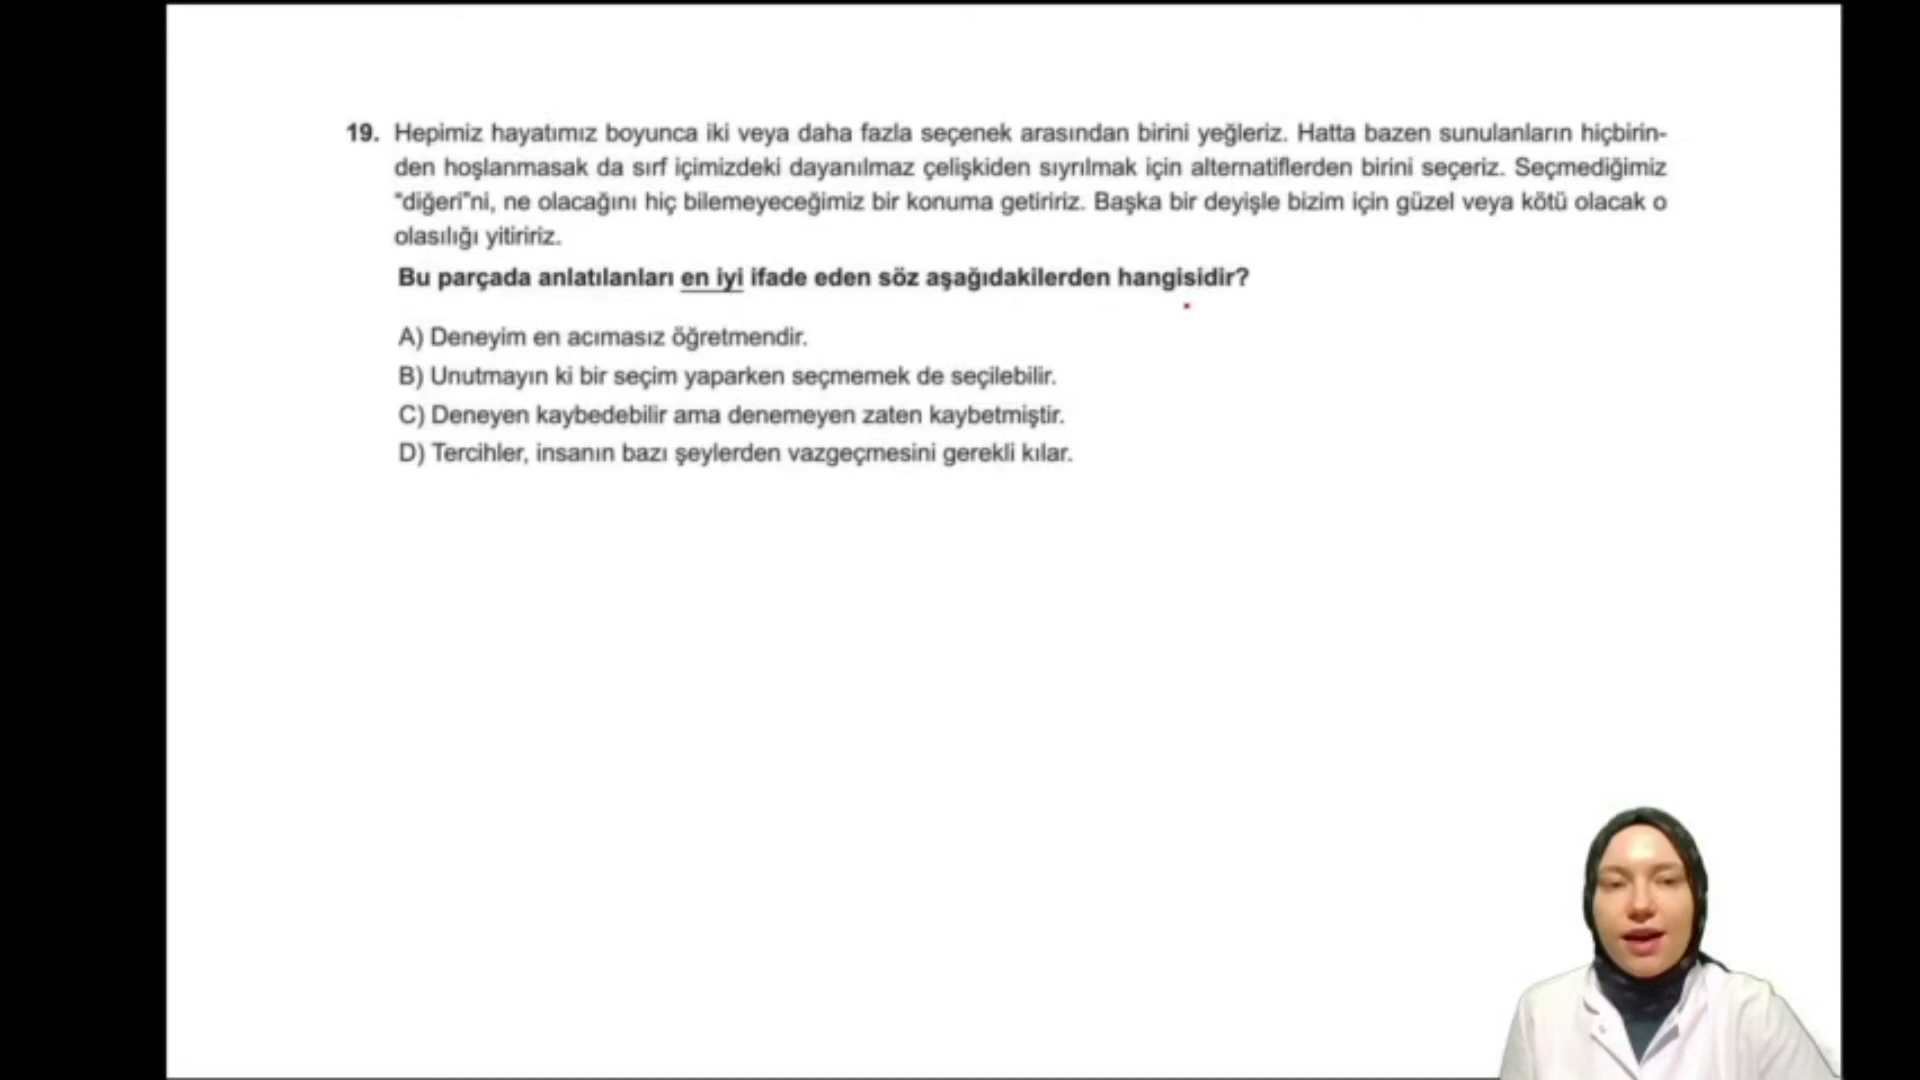 19. Hepimiz hayatımız boyunca iki veya daha fazla seçenek arasından birini yeğleriz. Hatta bazen sunulanların hiçbirin-
den hoşlanmasak da sırf içimizdeki dayanılmaz çelişkiden sıyrılmak için alternatiflerden birini seçeriz. Seçmediğimiz
“diğeri”ni, ne olacağını hiç bilemeyeceğimiz bir konuma getiririz. Başka bir deyişle bizim için güzel veya kötü olacak o
olasılığı yitiririz.
Bu parçada anlatılanları en iyi ifade eden söz aşağıdakilerden hangisidir?
A) Deneyim en acımasız öğretmendir.
B) Unutmayın ki bir seçim yaparken seçmemek de seçilebilir.
C) Deneyen kaybedebilir ama denemeyen zaten kaybetmiştir.
D) Tercihler, insanın bazı şeylerden vazgeçmesini gerekli kılar.